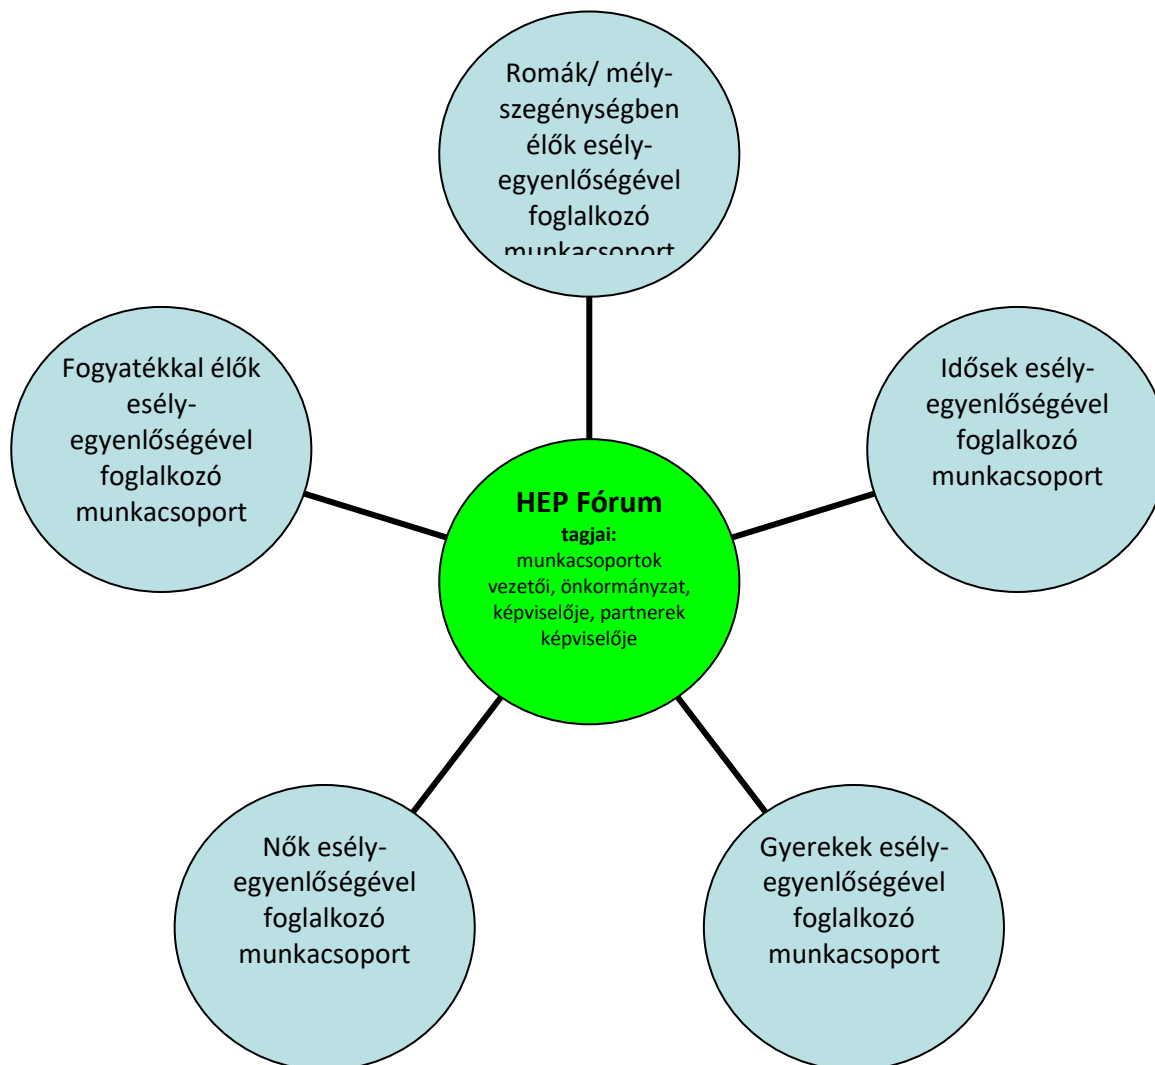 Romák/ mély-
szegénységben
élők esély-
egyenlőségével
foglalkozó
munkacsoport
Fogyatékkal élők
esély-
egyenlőségével
foglalkozó
munkacsoport
Idősek esély-
egyenlőségével
foglalkozó
munkacsoport
HEP Fórum
tagjai:
munkacsoportok
vezetői, önkormányzat,
képviselője, partnerek
képviselője
Nők esély-
egyenlőségével
foglalkozó
munkacsoport
Gyerekek esély-
egyenlőségével
foglalkozó
munkacsoport